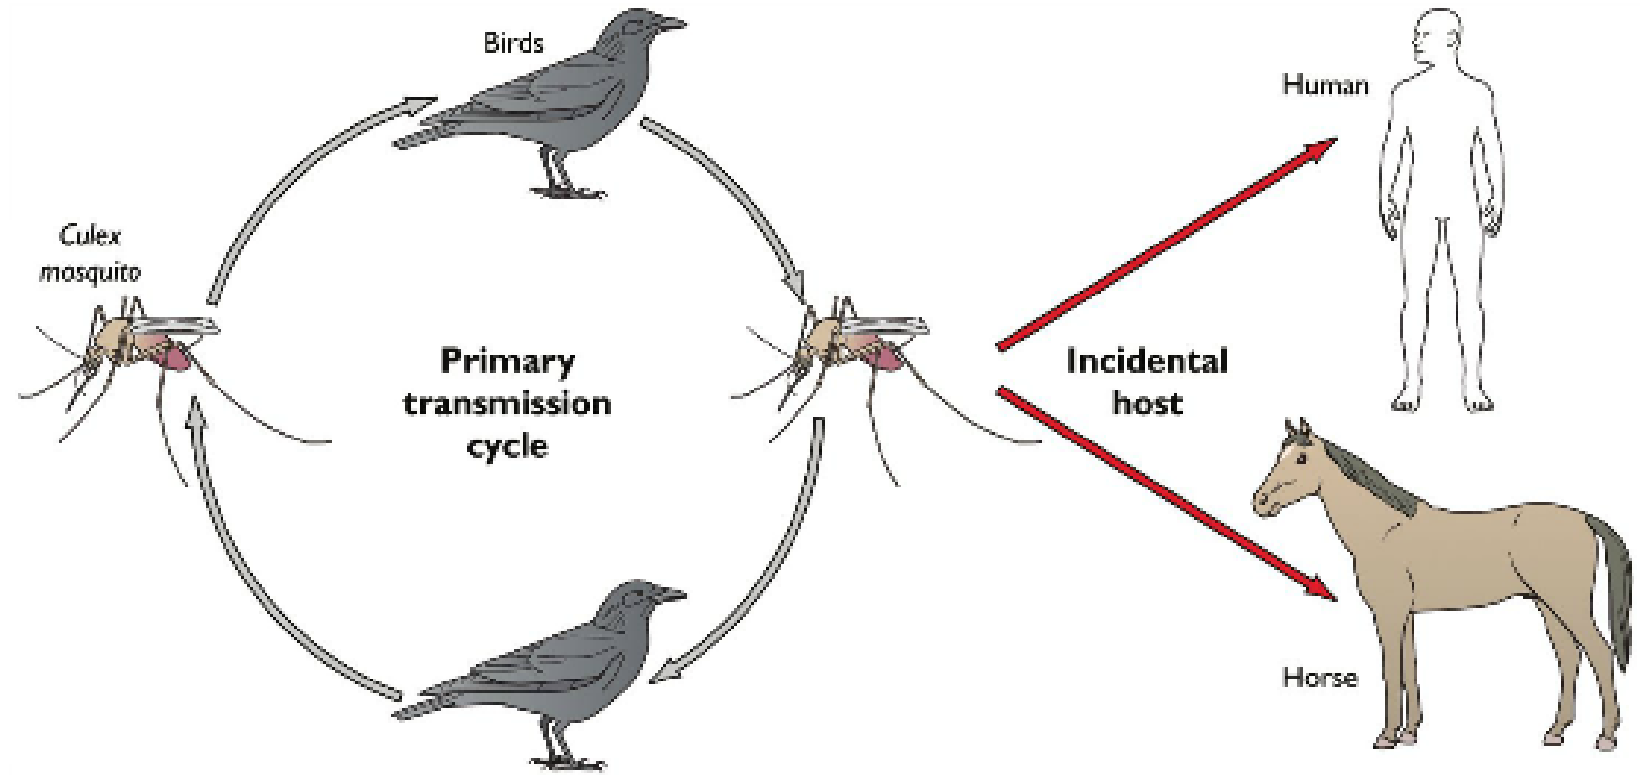 Birds
Human
Culex
mosquito
Primary
transmission
cycle
Incidental
host
Horse